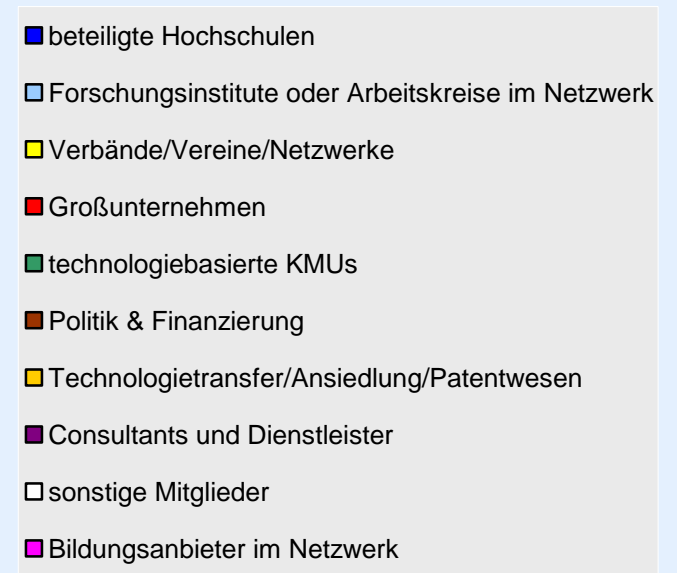 beteiligte Hochschulen
Forschungsinstitute oder Arbeitskreise im Netzwerk
Verbände/Vereine/Netzwerke
Großunternehmen
technologiebasierte KMUs
Politik & Finanzierung
Technologietransfer/Ansiedlung/Patentwesen
Consultants und Dienstleister
sonstige Mitglieder
Bildungsanbieter im Netzwerk